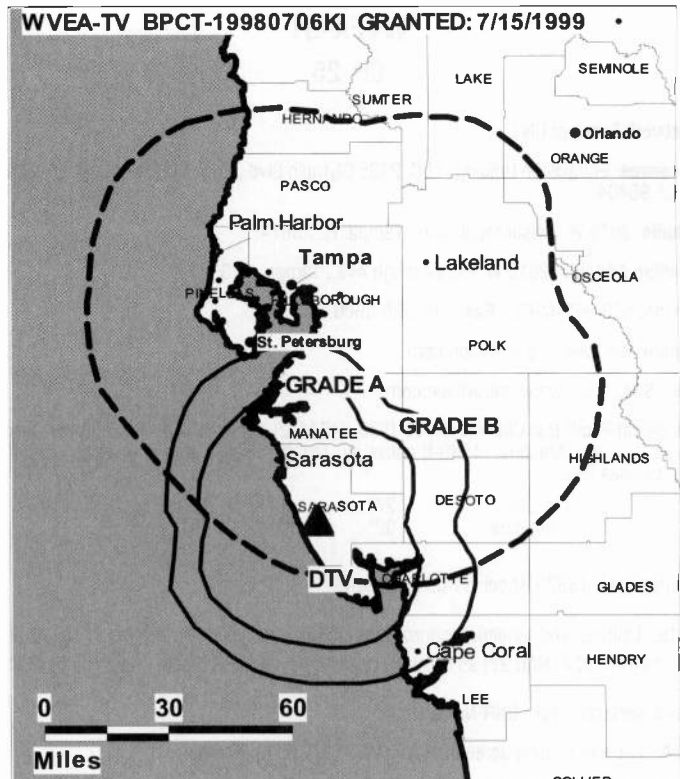 WVEA-TV BPCT-19980706KI GRANTED: 7/15/1999
SEMINOLE
LAKE
SUMTER
HERNANDO
Orlando
ORANGE
PASCO
Palm Harbor
Tampa
Lakeland
OSCEOLA
PINELLAS
HILLSBOROUGH
St. Petersburg
POLK
GRADE A
GRADE B
MANATEE
HIGHLANDS
Sarasota
DESOTO
SARASOTA
DTV
CHARLOTTE
GLADES
Cape Coral
HENDRY
LEE
0 30 60
Miles
COLLIER